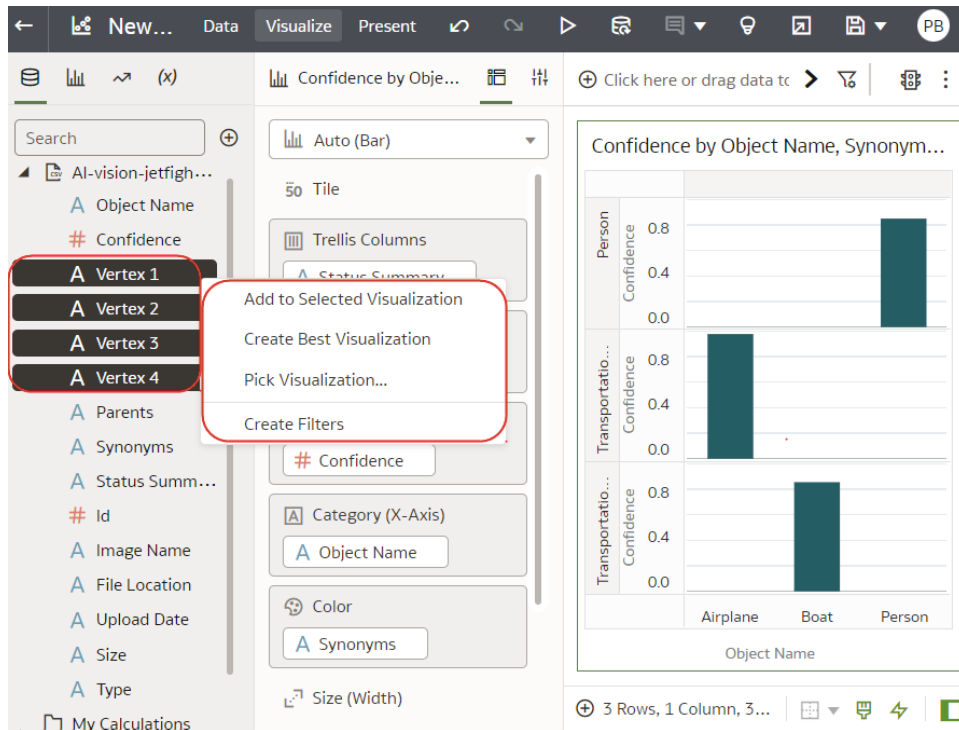 New... Data Visualize Present PB
(x)
Search
AI-vision-jetfigh...
A Object Name
# Confidence
A Vertex 1
A Vertex 2
A Vertex 3
A Vertex 4
A Parents
A Synonyms
A Status Summ...
# Id
A Image Name
A File Location
A Upload Date
A Size
A Type
My Calculations
Add to Selected Visualization
Create Best Visualization
Pick Visualization...
Create Filters
Confidence by Obje...
Auto (Bar)
50 Tile
Trellis Columns
A Status Summary
# Confidence
A Category (X-Axis)
A Object Name
Color
A Synonyms
Size (Width)
Click here or drag data to
Confidence by Object Name, Synonym...
Person
Confidence
0.8
0.4
0.0
Transportatio...
Confidence
0.8
0.4
0.0
Transportatio...
Confidence
0.8
0.4
0.0
Airplane Boat Person
Object Name
3 Rows, 1 Column, 3...